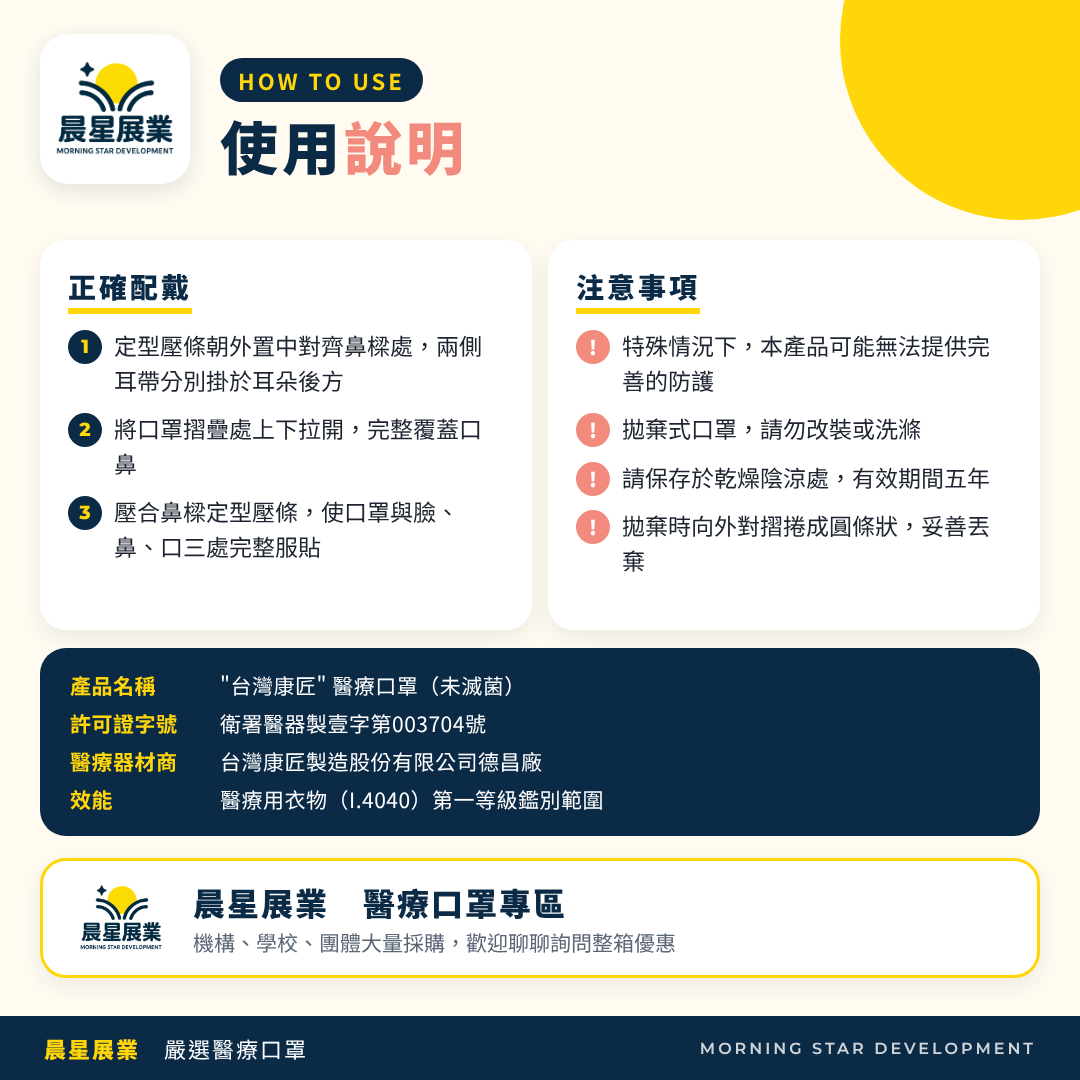 晨星展業
MORNING STAR DEVELOPMENT
HOW TO USE
使用說明
正確配戴
1 定型壓條朝外置中對齊鼻樑處，兩側
耳帶分別掛於耳朵後方
2 將口罩摺疊處上下拉開，完整覆蓋口
鼻
3 壓合鼻樑定型壓條，使口罩與臉、
鼻、口三處完整服貼
注意事項
! 特殊情況下，本產品可能無法提供完
善的防護
! 拋棄式口罩，請勿改裝或洗滌
! 請保存於乾燥陰涼處，有效期間五年
! 拋棄時向外對摺捲成圓條狀，妥善丟
棄
產品名稱 "台灣康匠" 醫療口罩（未滅菌）
許可證字號 衛署醫器製壹字第003704號
醫療器材商 台灣康匠製造股份有限公司德昌廠
效能 醫療用衣物（I.4040）第一等級鑑別範圍
晨星展業
MORNING STAR DEVELOPMENT
晨星展業 醫療口罩專區
機構、學校、團體大量採購，歡迎聊聊詢問整箱優惠
晨星展業 嚴選醫療口罩
MORNING STAR DEVELOPMENT